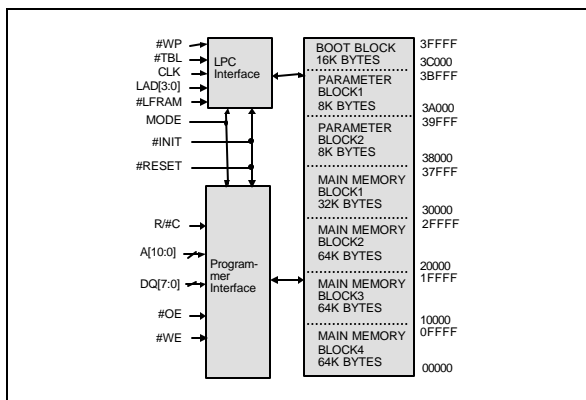 #WP
#TBL
CLK
LAD[3:0]
#LFRAM
MODE
#INIT
#RESET
R/#C
A[10:0]
DQ[7:0]
#OE
#WE
LPC
Interface
Program-
mer
Interface
BOOT BLOCK
16K BYTES
PARAMETER
BLOCK1
8K BYTES
PARAMETER
BLOCK2
8K BYTES
MAIN MEMORY
BLOCK1
32K BYTES
MAIN MEMORY
BLOCK2
64K BYTES
MAIN MEMORY
BLOCK3
64K BYTES
MAIN MEMORY
BLOCK4
64K BYTES
3FFFF
3C000
3BFFF
3A000
39FFF
38000
37FFF
30000
2FFFF
20000
1FFFF
10000
0FFFF
00000